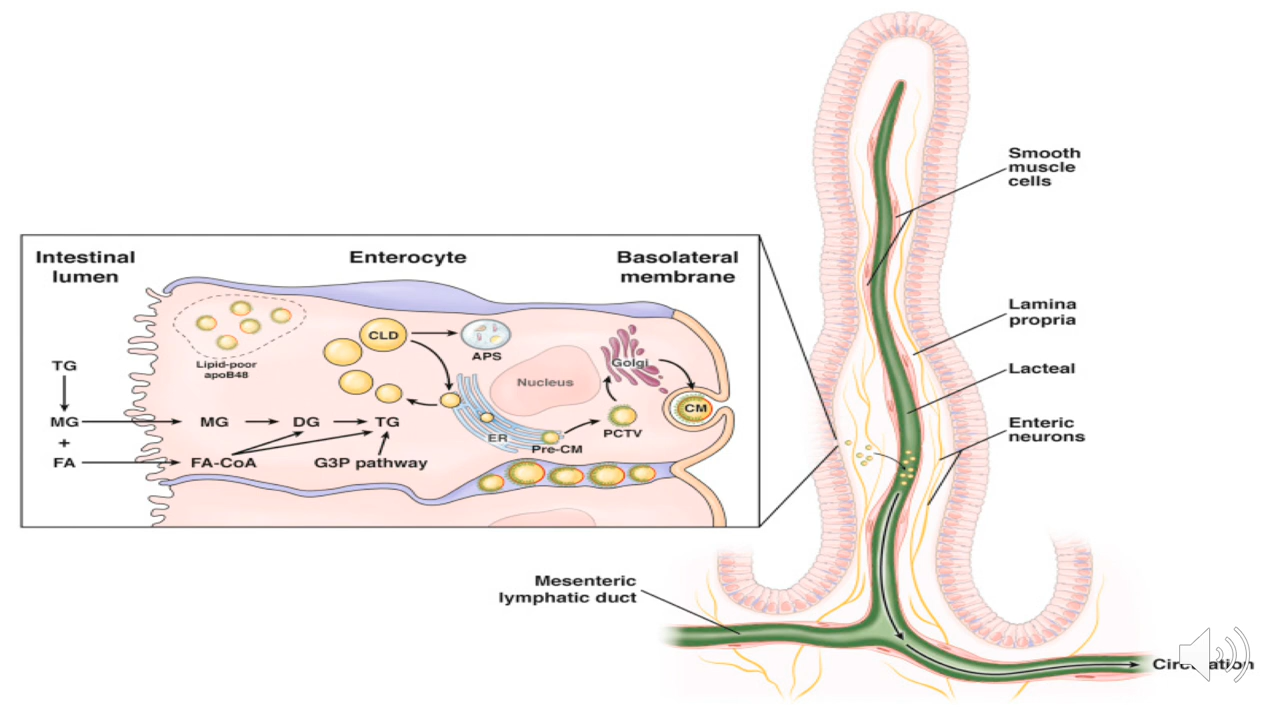 Intestinal
lumen
Enterocyte
Basolateral
membrane
CLD
APS
Lipid-poor
apoB48
Nucleus
Golgi
CM
TG
MG
+
FA
MG
DG
TG
ER
PCTV
Pre-CM
FA-CoA
G3P pathway
Smooth
muscle
cells
Lamina
propria
Lacteal
Enteric
neurons
Mesenteric
lymphatic duct
Circulation